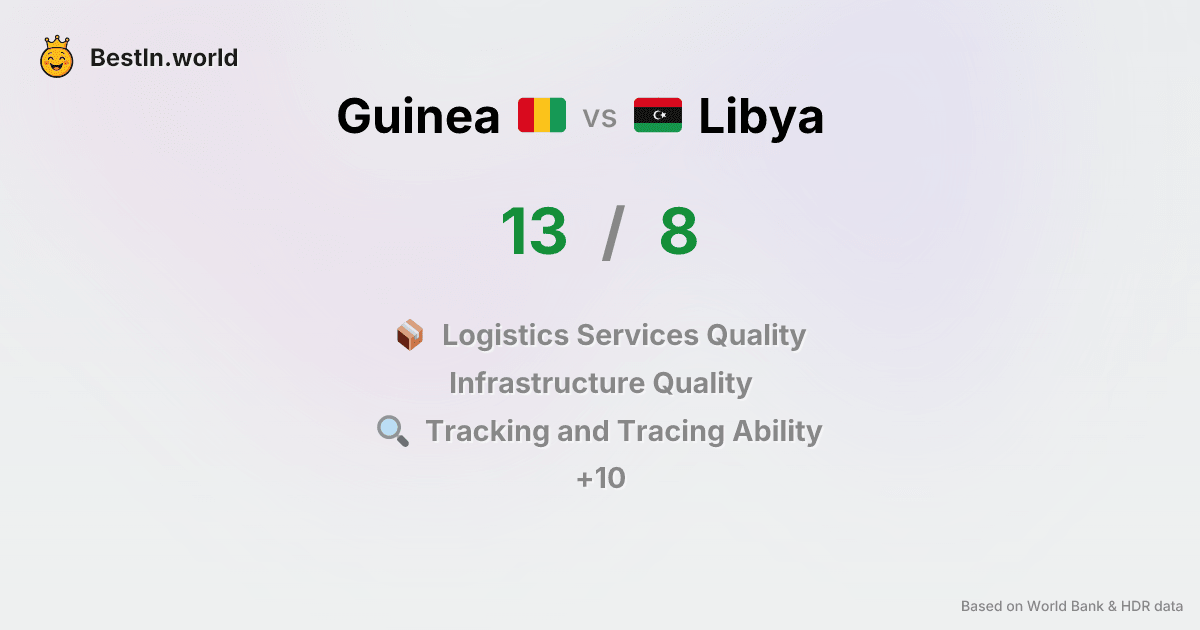 BestIn.world
Guinea vs Libya
13 / 8
Logistics Services Quality
Infrastructure Quality
Tracking and Tracing Ability
+10
Based on World Bank & HDR data